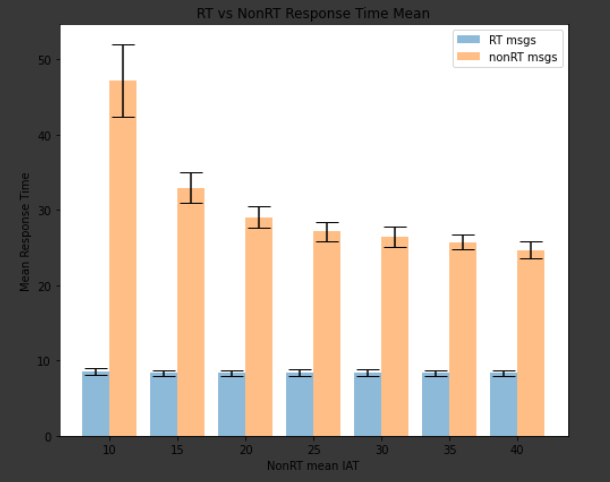 RT vs NonRT Response Time Mean
RT msgs
nonRT msgs
Mean Response Time
50
40
30
20
10
0
10 15 20 25 30 35 40
NonRT mean IAT